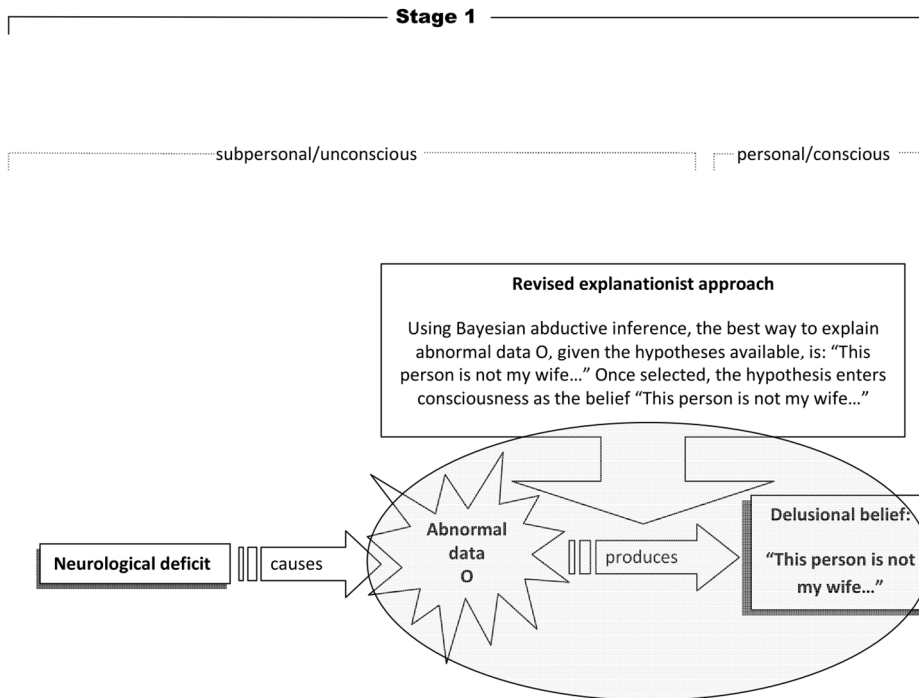 Stage 1
subpersonal/unconscious
personal/conscious
Revised explanationist approach
Using Bayesian abductive inference, the best way to explain
abnormal data O, given the hypotheses available, is: “This
person is not my wife…” Once selected, the hypothesis enters
consciousness as the belief “This person is not my wife…”
Neurological deficit
causes
Abnormal
data
O
produces
Delusional belief:
“This person is not
my wife…”